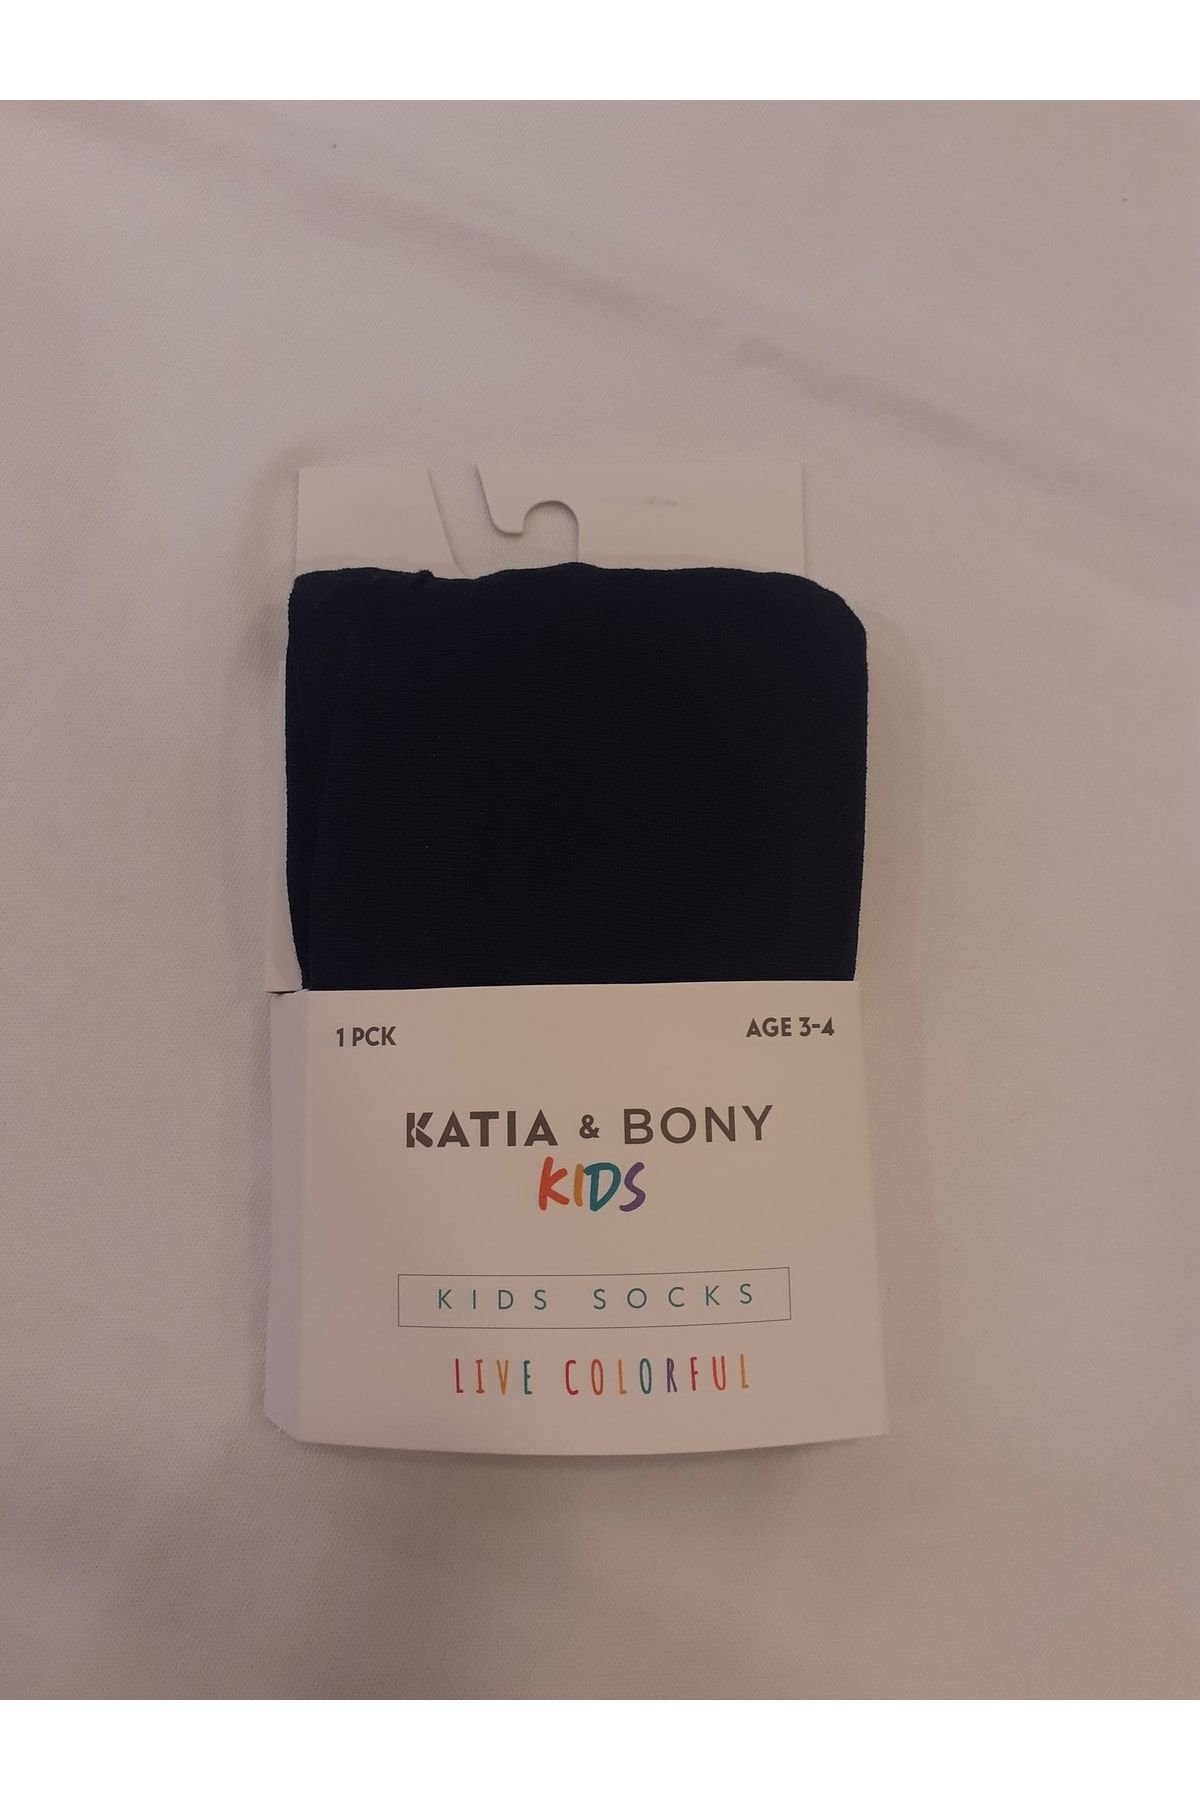 1 PCK AGE 3-4
KATIA & BONY
KIDS
KIDS SOCKS
LIVE COLORFUL